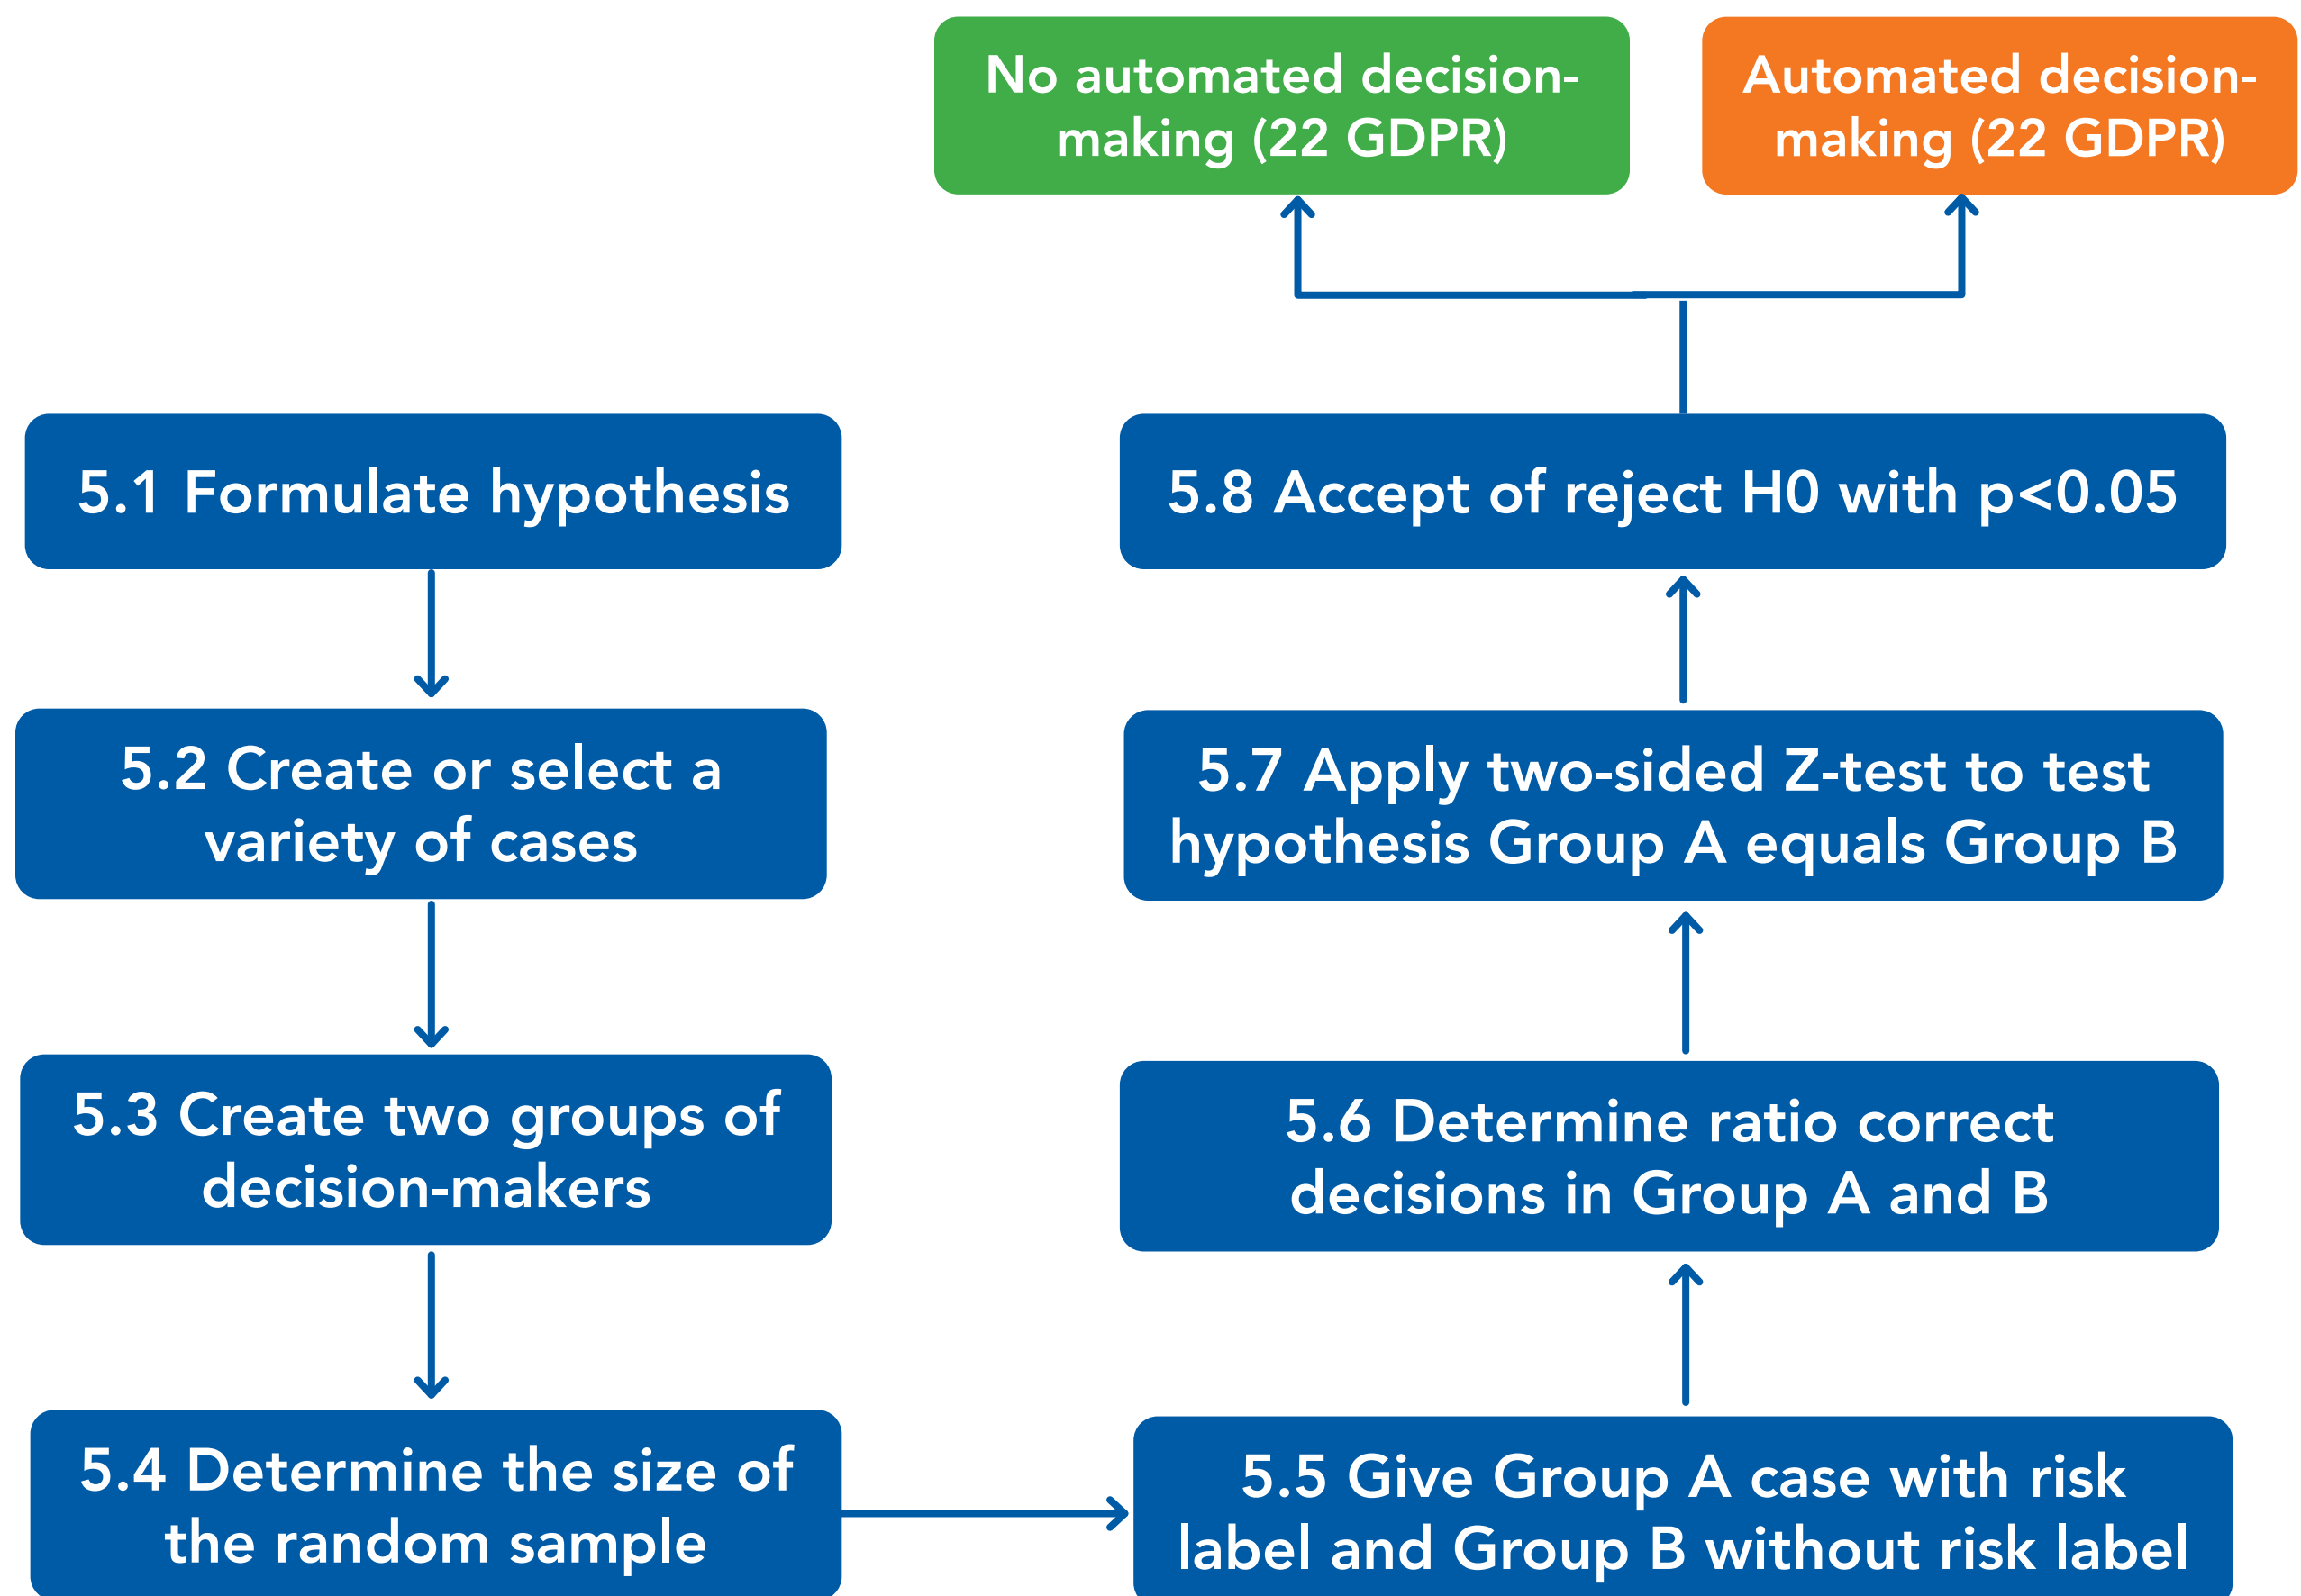 No automated decision-
making (22 GDPR)
Automated decision-
making (22 GDPR)
5.1 Formulate hypothesis
5.2 Create or select a
variety of cases
5.3 Create two groups of
decision-makers
5.4 Determine the size of
the random sample
5.5 Give Group A case with risk
label and Group B without risk label
5.6 Determine ratio correct
decisions in Group A and B
5.7 Apply two-sided Z-test to test
hypothesis Group A equals Group B
5.8 Accept of reject H0 with p<0.05